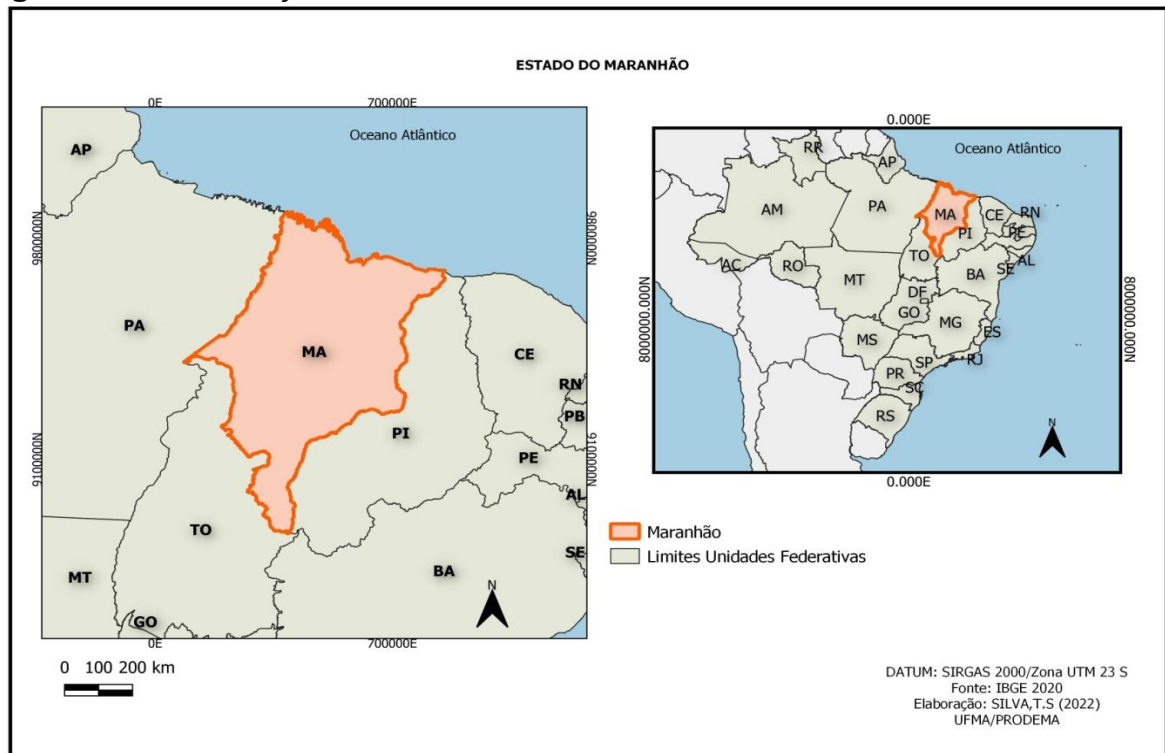 ESTADO DO MARANHÃO
0E
700000E
Oceano Atlântico
AP
9800000N
9800000N
PA
MA
CE
RN
PB
PI
PE
9100000N
9100000N
AL
TO
SE
MT
BA
N
GO
0E
700000E
0 100 200 km
0.000E
Oceano Atlântico
RR
AP
AM
PA
MA
CE
RN
PI
PE
AC
RO
TO
AL
SE
MT
BA
DF
GO
8000000.000N
8000000.000N
MG
ES
MS
SP
RJ
PR
SC
RS
N
0.000E
Maranhão
Limites Unidades Federativas
DATUM: SIRGAS 2000/Zona UTM 23 S
Fonte: IBGE 2020
Elaboração: SILVA,T.S (2022)
UFMA/PRODEMA